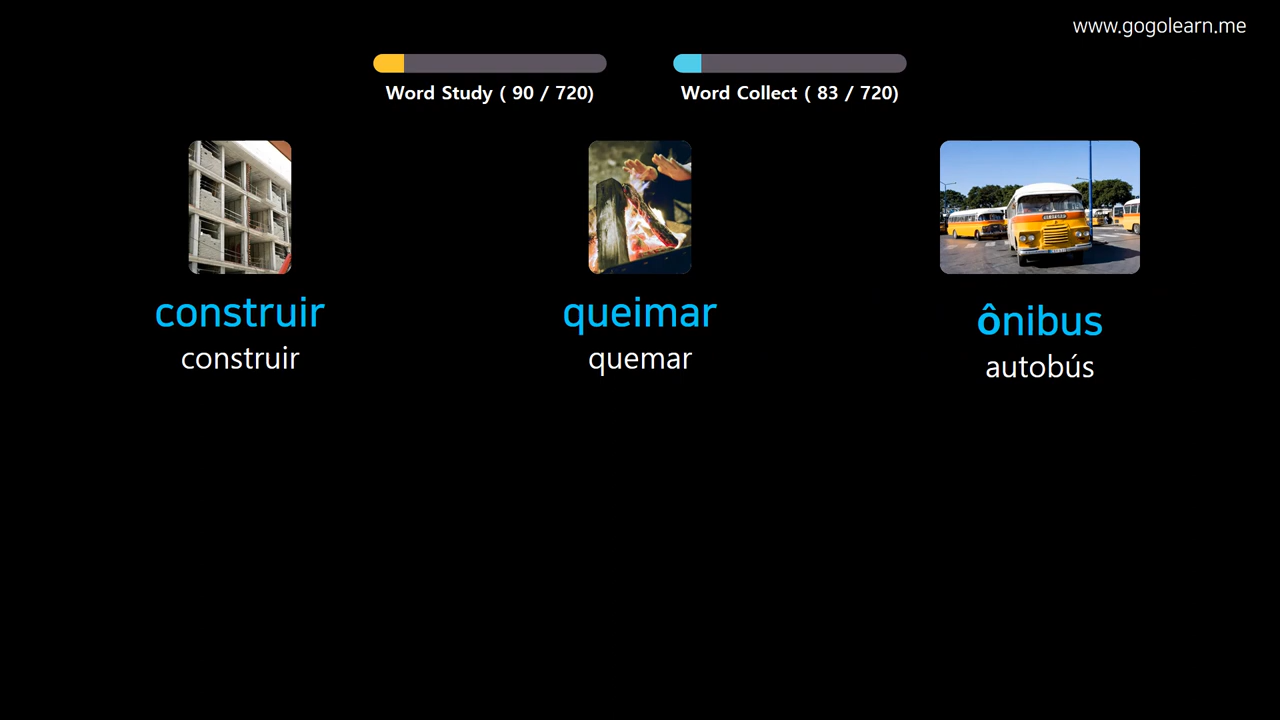 www.gogolearn.me
Word Study ( 90 / 720)
Word Collect ( 83 / 720)
construir
construir
queimar
quemar
ônibus
autobús